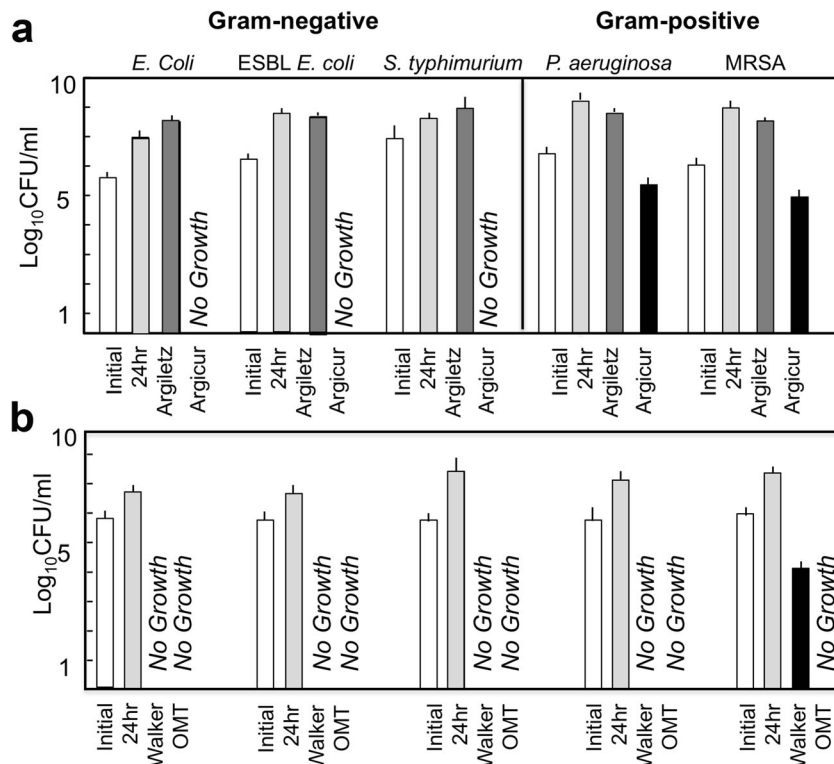 a
Gram-negative
Gram-positive
E. Coli
ESBL E. coli
S. typhimurium
P. aeruginosa
MRSA
Log10CFU/ml
10
5
1
No Growth
No Growth
No Growth
Initial
24hr
Argiletz
Argicur
Initial
24hr
Argiletz
Argicur
Initial
24hr
Argiletz
Argicur
Initial
24hr
Argiletz
Argicur
Initial
24hr
Argiletz
Argicur
b
Log10CFU/ml
10
5
1
No Growth
No Growth
No Growth
No Growth
No Growth
No Growth
No Growth
No Growth
No Growth
Initial
24hr
Walker
OMT
Initial
24hr
Walker
OMT
Initial
24hr
Walker
OMT
Initial
24hr
Walker
OMT
Initial
24hr
Walker
OMT